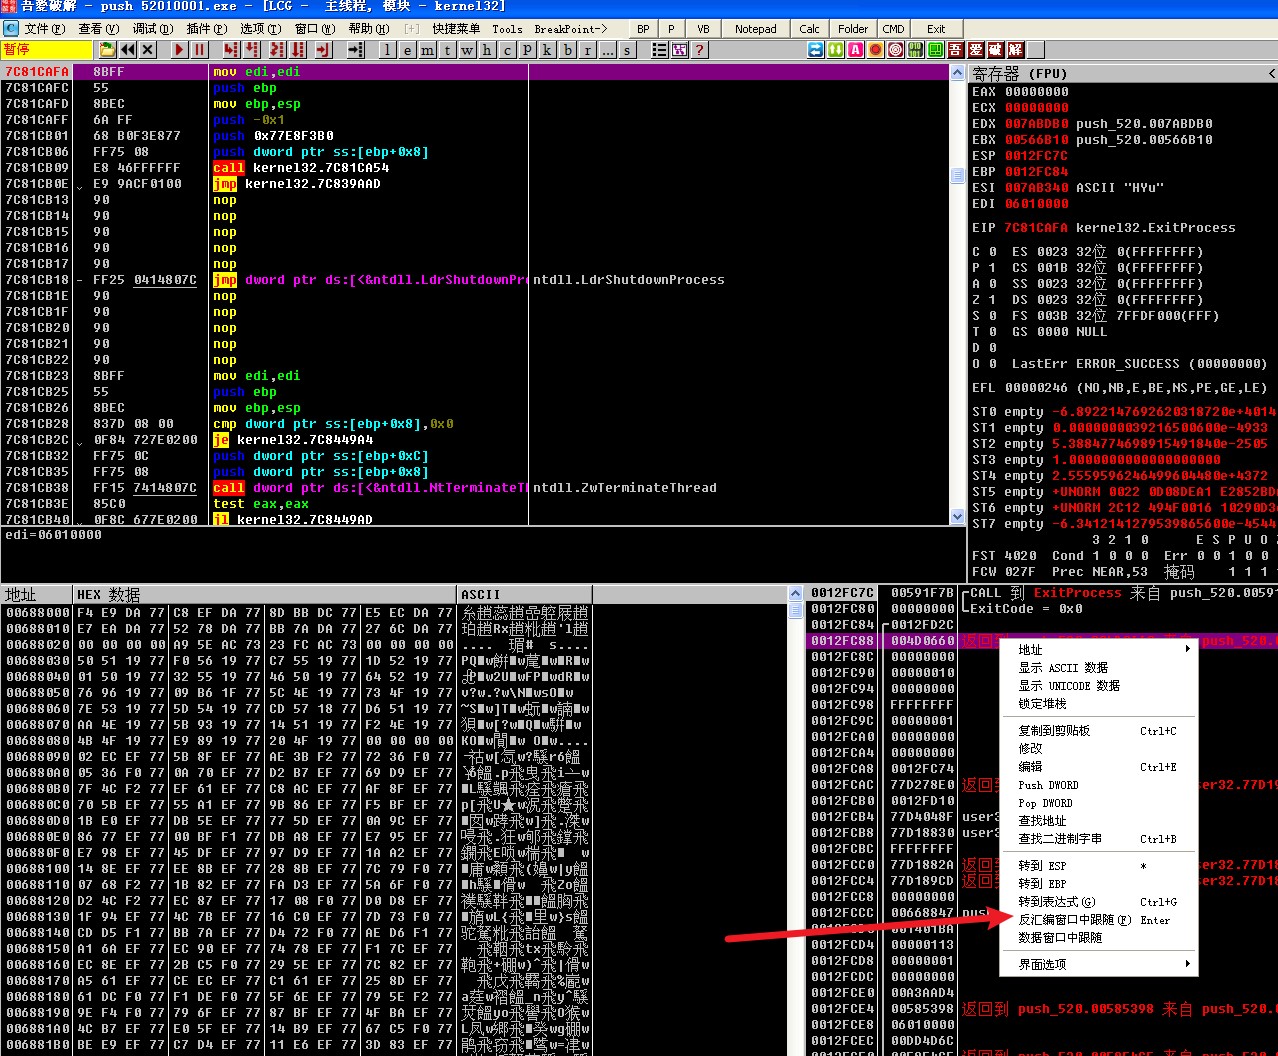 吾愛破解 - push 52010001.exe - [LCG - 主线程, 模块 - kernel32]
文件(F) 查看(V) 调试(D) 插件(P) 选项(T) 窗口(W) 帮助(H) [+] 快捷菜单 Tools BreakPoint-> BP P VB Notepad Calc Folder CMD Exit
暂停 l e m t w h c p k b r ... s ? 吾 爱 破 解
7C81CAFA 8BFF mov edi,edi
7C81CAFC 55 push ebp
7C81CAFD 8BEC mov ebp,esp
7C81CAFF 6A FF push -0x1
7C81CB01 68 B0F3E877 push 0x77E8F3B0
7C81CB06 FF75 08 push dword ptr ss:[ebp+0x8]
7C81CB09 E8 46FFFFFF call kernel32.7C81CA54
7C81CB0E E9 9ACF0100 jmp kernel32.7C839AAD
7C81CB13 90 nop
7C81CB14 90 nop
7C81CB15 90 nop
7C81CB16 90 nop
7C81CB17 90 nop
7C81CB18 - FF25 0414807C jmp dword ptr ds:[<&ntdll.LdrShutdownPr ntdll.LdrShutdownProcess
7C81CB1E 90 nop
7C81CB1F 90 nop
7C81CB20 90 nop
7C81CB21 90 nop
7C81CB22 90 nop
7C81CB23 8BFF mov edi,edi
7C81CB25 55 push ebp
7C81CB26 8BEC mov ebp,esp
7C81CB28 837D 08 00 cmp dword ptr ss:[ebp+0x8],0x0
7C81CB2C 0F84 727E0200 je kernel32.7C8449A4
7C81CB32 FF75 0C push dword ptr ss:[ebp+0xC]
7C81CB35 FF75 08 push dword ptr ss:[ebp+0x8]
7C81CB38 FF15 7414807C call dword ptr ds:[<&ntdll.NtTerminateTh ntdll.ZwTerminateThread
7C81CB3E 85C0 test eax,eax
7C81CB40 0F8C 677E0200 jl kernel32.7C8449AD
edi=06010000
寄存器 (FPU) <
EAX 00000000
ECX 00000000
EDX 007ABDB0 push_520.007ABDB0
EBX 00566B10 push_520.00566B10
ESP 0012FC7C
EBP 0012FC84
ESI 007AB340 ASCII "HYu"
EDI 06010000
EIP 7C81CAFA kernel32.ExitProcess
C 0 ES 0023 32位 0(FFFFFFFF)
P 1 CS 001B 32位 0(FFFFFFFF)
A 0 SS 0023 32位 0(FFFFFFFF)
Z 1 DS 0023 32位 0(FFFFFFFF)
S 0 FS 003B 32位 7FFDF000(FFF)
T 0 GS 0000 NULL
D 0
O 0 LastErr ERROR_SUCCESS (00000000)
EFL 00000246 (NO,NB,E,BE,NS,PE,GE,LE)
ST0 empty -6.8922147692620318720e+4014
ST1 empty 0.0000000039216500600e-4933
ST2 empty 5.3884774698915491840e-2505
ST3 empty 1.0000000000000000000
ST4 empty 2.5559596246499604480e+4372
ST5 empty +UNORM 0022 0D08DEA1 E2852BD
ST6 empty +UNORM 2C12 494F0016 10290D3
ST7 empty -6.3412141279539865600e-4544
3 2 1 0 E S P U O Z
FST 4020 Cond 1 0 0 0 Err 0 0 1 0 0
FCW 027F Prec NEAR,53 掩码 1 1 1 1
地址 HEX 数据 ASCII
00688000 F4 E9 DA 77 C8 EF DA 77 8D BB DC 77 E5 EC DA 77
00688010 E7 EA DA 77 52 78 DA 77 BB 7A DA 77 27 6C DA 77
00688020 00 00 00 00 A9 5E AC 73 23 FC AC 73 00 00 00 00
00688030 50 51 19 77 F0 56 19 77 C7 55 19 77 1D 52 19 77
00688040 01 50 19 77 32 55 19 77 46 50 19 77 64 52 19 77
00688050 76 96 19 77 09 B6 1F 77 5C 4E 19 77 73 4F 19 77
00688060 7E 53 19 77 5D 54 19 77 CD 57 18 77 D6 51 19 77
00688070 AA 4E 19 77 5B 93 19 77 14 51 19 77 F2 4E 19 77
00688080 4B 4F 19 77 E9 89 19 77 20 4F 19 77 00 00 00 00
00688090 02 EC EF 77 5B 8F EF 77 AE 3B F2 77 72 36 F0 77
006880A0 05 36 F0 77 0A 70 EF 77 D2 B7 EF 77 69 D9 EF 77
006880B0 7F 4C F2 77 EF 61 EF 77 C8 AC EF 77 AF 8F EF 77
006880C0 70 5B EF 77 55 A1 EF 77 9B 86 EF 77 F5 BF EF 77
006880D0 1B E0 EF 77 DB 5E EF 77 77 5D EF 77 0A 9C EF 77
006880E0 86 77 EF 77 00 BF F1 77 DB A8 EF 77 E7 95 EF 77
006880F0 E7 98 EF 77 45 DF EF 77 97 D9 EF 77 1A A2 EF 77
00688100 14 8E EF 77 EE 8B EF 77 28 8B EF 77 7C 79 F0 77
00688110 07 68 F2 77 1B 82 EF 77 FA D3 EF 77 5A 6F F0 77
00688120 D2 4C F2 77 EC C6 EF 77 17 08 F0 77 D0 D8 EF 77
00688130 1F 94 EF 77 4C 7B EF 77 16 C0 EF 77 7D 73 F0 77
00688140 CD D5 F1 77 BB 7A EF 77 D4 72 F0 77 AE D6 F1 77
00688150 A1 6A EF 77 EC 90 EF 77 74 78 EF 77 F1 7C EF 77
00688160 EC 8E EF 77 2B C5 F0 77 29 5E EF 77 7C 82 EF 77
00688170 A5 61 EF 77 CE EC EF 77 C1 61 EF 77 25 8D EF 77
00688180 61 DC F0 77 F1 DE F0 77 5F 6E EF 77 79 5E F2 77
00688190 9E F4 F0 77 79 6F EF 77 87 BF EF 77 4F BA EF 77
006881A0 4C B7 EF 77 E0 5F EF 77 14 B9 EF 77 67 C5 F0 77
006881B0 BE E9 EF 77 C7 D4 EF 77 11 E6 EF 77 3D 83 EF 77
0012FC7C 00591F7B CALL 到 ExitProcess 来自 push_520.00591
0012FC80 00000000 ExitCode = 0x0
0012FC84 0012FD2C
0012FC88 004D0660 返回到
0012FC8C 00000000
0012FC90 00000010
0012FC94 00000000
0012FC98 FFFFFFFF
0012FC9C 00000001
0012FCA0 00000000
0012FCA4 00000000
0012FCA8 0012FC74
0012FCAC 77D278E0 返回到 ser32.77D19
0012FCB0 0012FD10
0012FCB4 77D4048F user3
0012FCB8 77D18830 user3
0012FCBC FFFFFFFF
0012FCC0 77D1882A 返回 ser32.77D18
0012FCC4 77D189CD 返回 ser32.77D18
0012FCC8 00000000
0012FCCC 00668847 pus
001401BA
0012FCD4 00000113
0012FCD8 00000001
0012FCDC 00000000
0012FCE0 00A3AAD4
0012FCE4 00585398 返回到 push_520.00585398 来自 push_520.
0012FCE8 06010000
0012FCEC 00DD4D6C
地址
显示 ASCII 数据
显示 UNICODE 数据
锁定堆栈
复制到剪贴板 Ctrl+C
修改
编辑 Ctrl+E
Push DWORD
Pop DWORD
查找地址
查找二进制字串 Ctrl+B
转到 ESP *
转到 EBP
转到表达式(G) Ctrl+G
反汇编窗口中跟随(F) Enter
数据窗口中跟随
界面选项